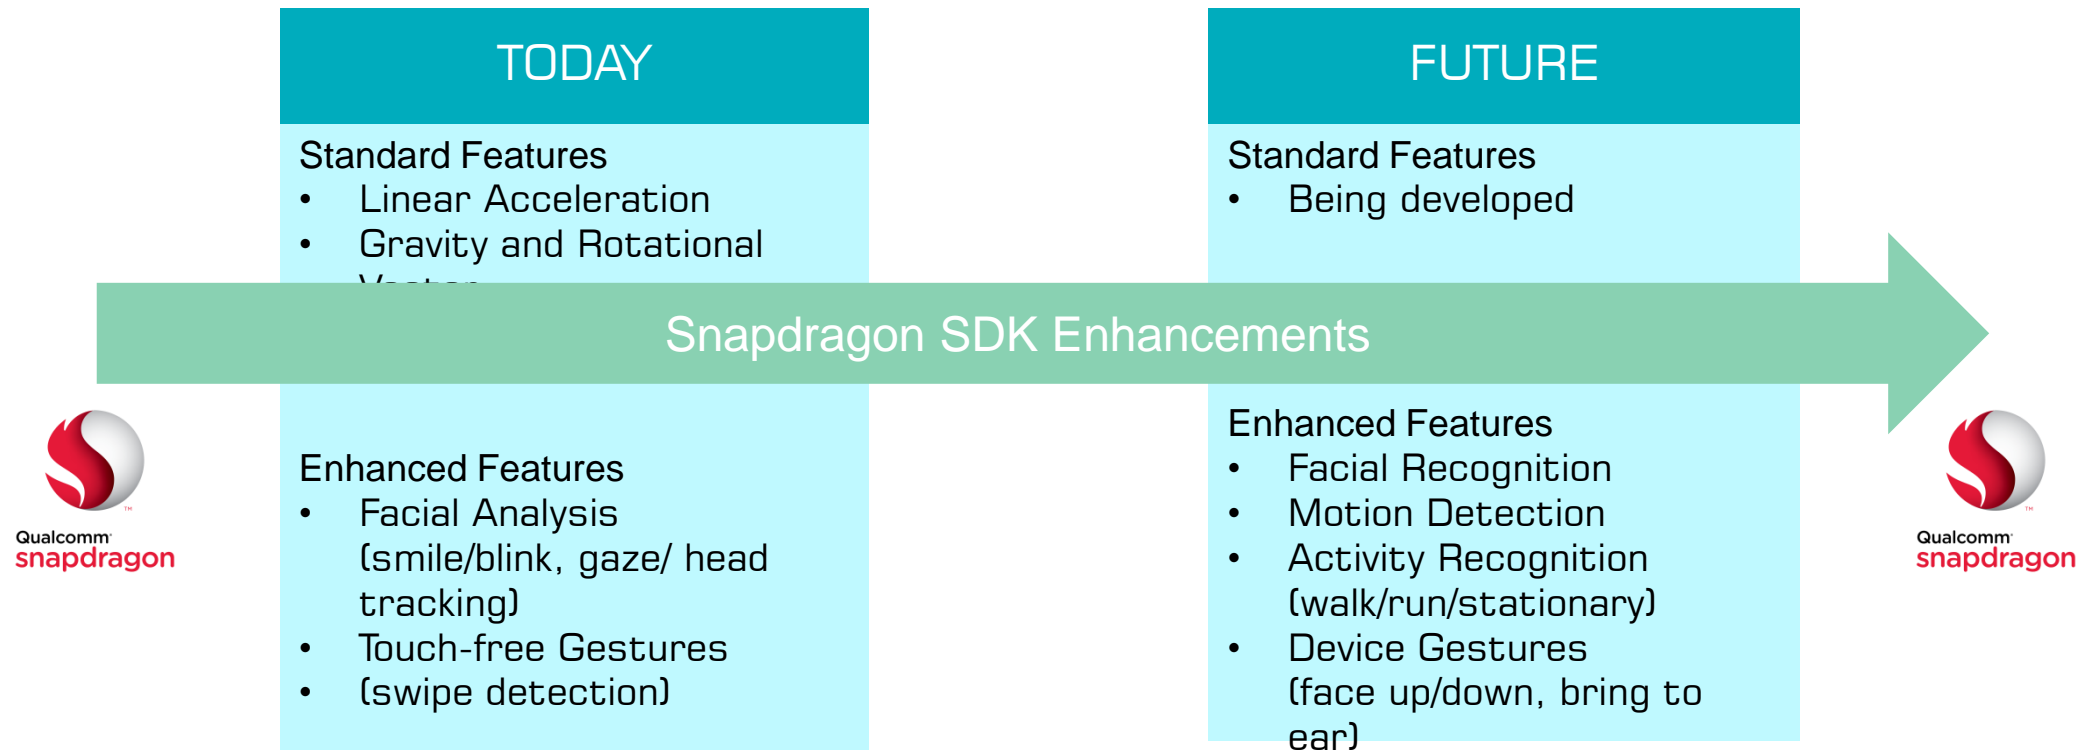 TODAY
Standard Features
• Linear Acceleration
• Gravity and Rotational
Enhanced Features
• Facial Analysis
(smile/blink, gaze/ head
tracking)
• Touch-free Gestures
• (swipe detection)
FUTURE
Standard Features
• Being developed
Enhanced Features
• Facial Recognition
• Motion Detection
• Activity Recognition
(walk/run/stationary)
• Device Gestures
(face up/down, bring to
ear)
Snapdragon SDK Enhancements
Qualcomm
snapdragon
TM
Qualcomm
snapdragon
TM